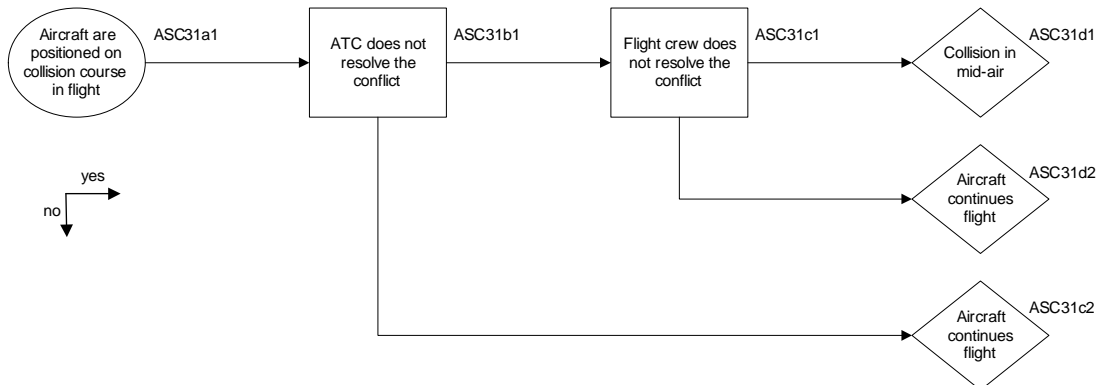 Aircraft are
positioned on
collision course
in flight
ASC31a1
ATC does not
resolve the
conflict
ASC31b1
Flight crew does
not resolve the
conflict
ASC31c1
Collision in
mid-air
ASC31d1
yes
no
Aircraft
continues
flight
ASC31d2
Aircraft
continues
flight
ASC31c2